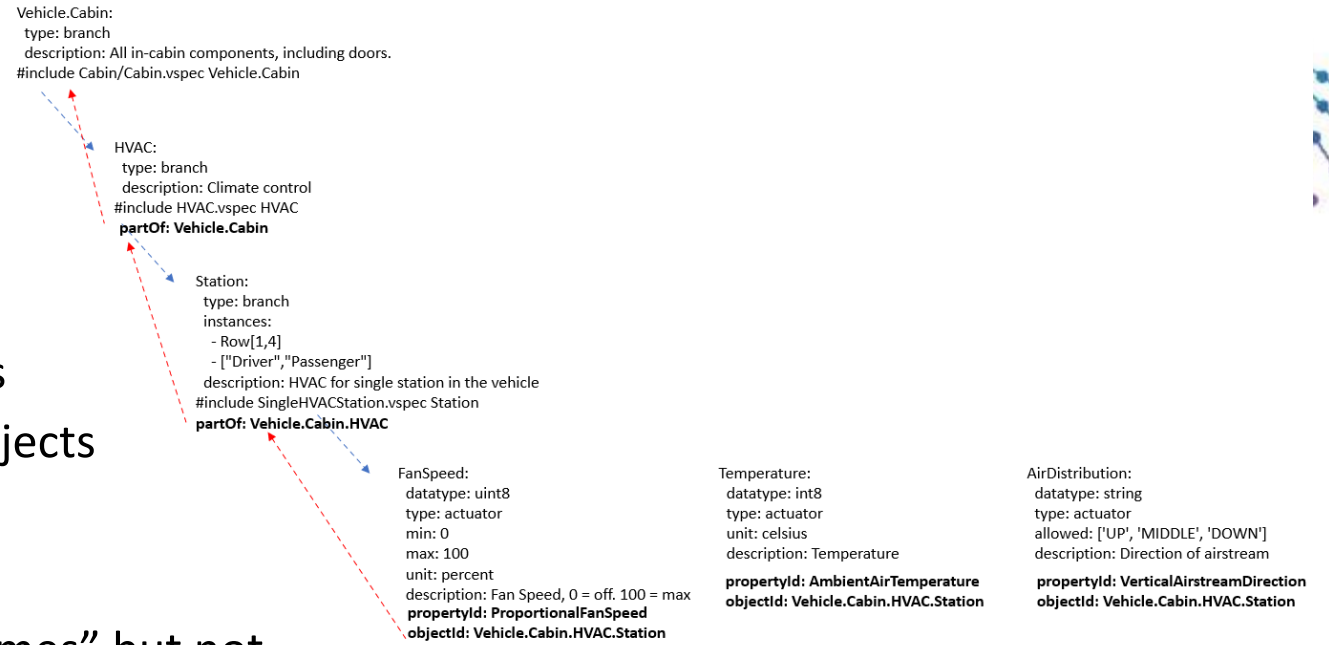 Vehicle.Cabin:
type: branch
description: All in-cabin components, including doors.
#include Cabin/Cabin.vspec Vehicle.Cabin
HVAC:
type: branch
description: Climate control
#include HVAC.vspec HVAC
partOf: Vehicle.Cabin
Station:
type: branch
instances:
- Row[1,4]
- ["Driver","Passenger"]
description: HVAC for single station in the vehicle
#include SingleHVACStation.vspec Station
partOf: Vehicle.Cabin.HVAC
s
jects
FanSpeed:
datatype: uint8
type: actuator
min: 0
max: 100
unit: percent
description: Fan Speed, 0 = off. 100 = max
propertyId: ProportionalFanSpeed
objectId: Vehicle.Cabin.HVAC.Station
Temperature:
datatype: int8
type: actuator
unit: celsius
description: Temperature
propertyId: AmbientAirTemperature
objectId: Vehicle.Cabin.HVAC.Station
AirDistribution:
datatype: string
type: actuator
allowed: ['UP', 'MIDDLE', 'DOWN']
description: Direction of airstream
propertyId: VerticalAirstreamDirection
objectId: Vehicle.Cabin.HVAC.Station
mes” but not